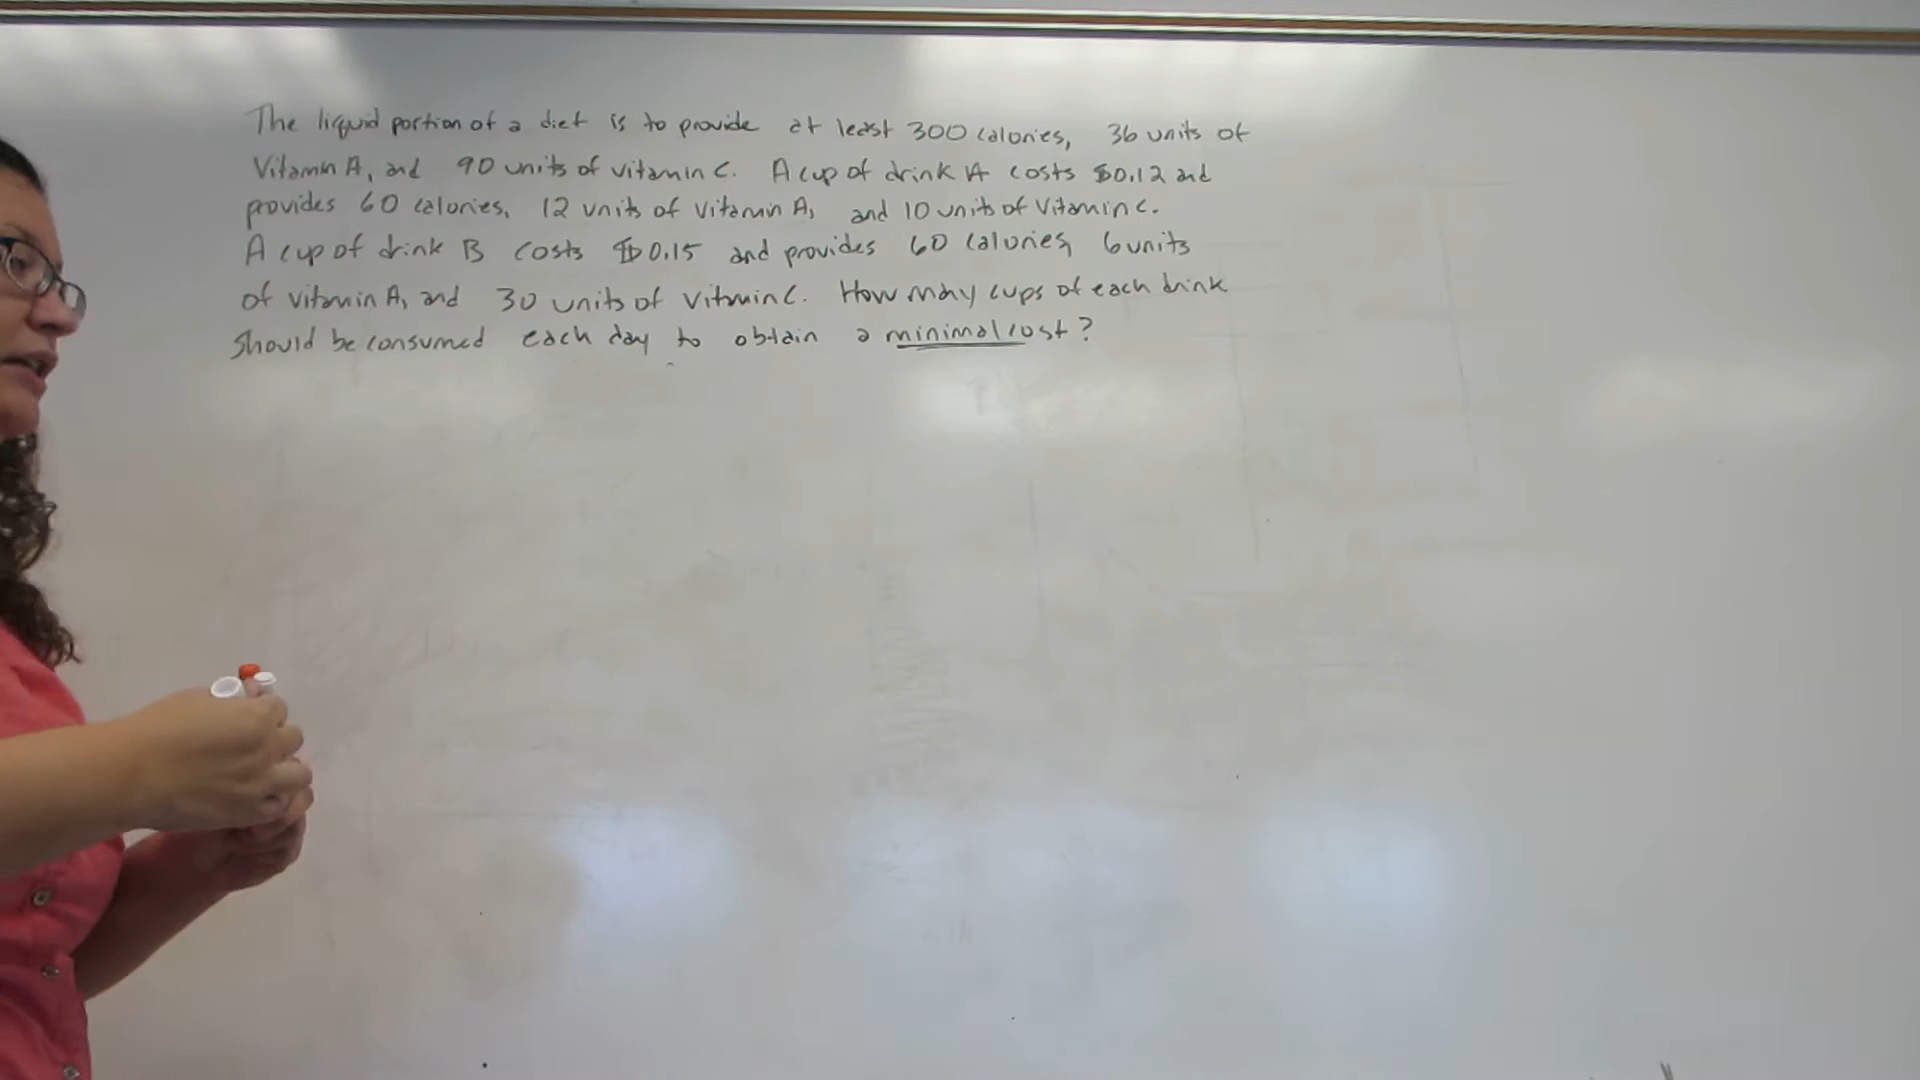 The liquid portion of a diet is to provide at least 300 calories, 36 units of
Vitamin A, and 90 units of vitamin C. A cup of drink A costs $0.12 and
provides 60 calories, 12 units of Vitamin A, and 10 units of Vitamin C.
A cup of drink B costs $0.15 and provides 60 calories, 6 units
of vitamin A, and 30 units of Vitamin C. How may cups of each drink
should be consumed each day to obtain a minimal cost?